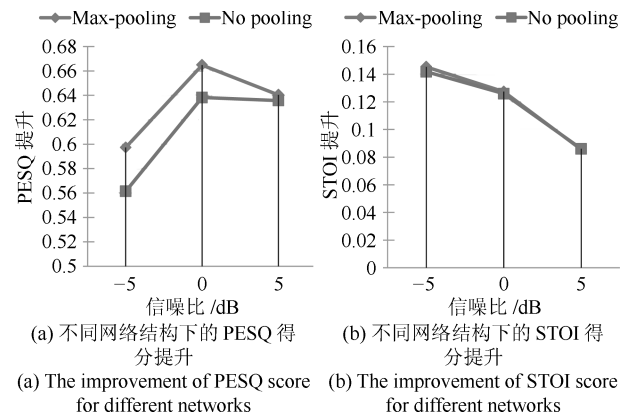 Max-pooling No pooling
0.68
0.66
0.64
0.62
0.6
0.58
0.56
0.54
0.52
0.5
PESQ 提升
−5 0 5
信噪比 /dB
(a) 不同网络结构下的 PESQ 得
分提升
(a) The improvement of PESQ score
for different networks
Max-pooling No pooling
0.16
0.14
0.12
0.1
0.08
0.06
0.04
0.02
0
STOI 提升
−5 0 5
信噪比 /dB
(b) 不同网络结构下的 STOI 得
分提升
(b) The improvement of STOI score
for different networks